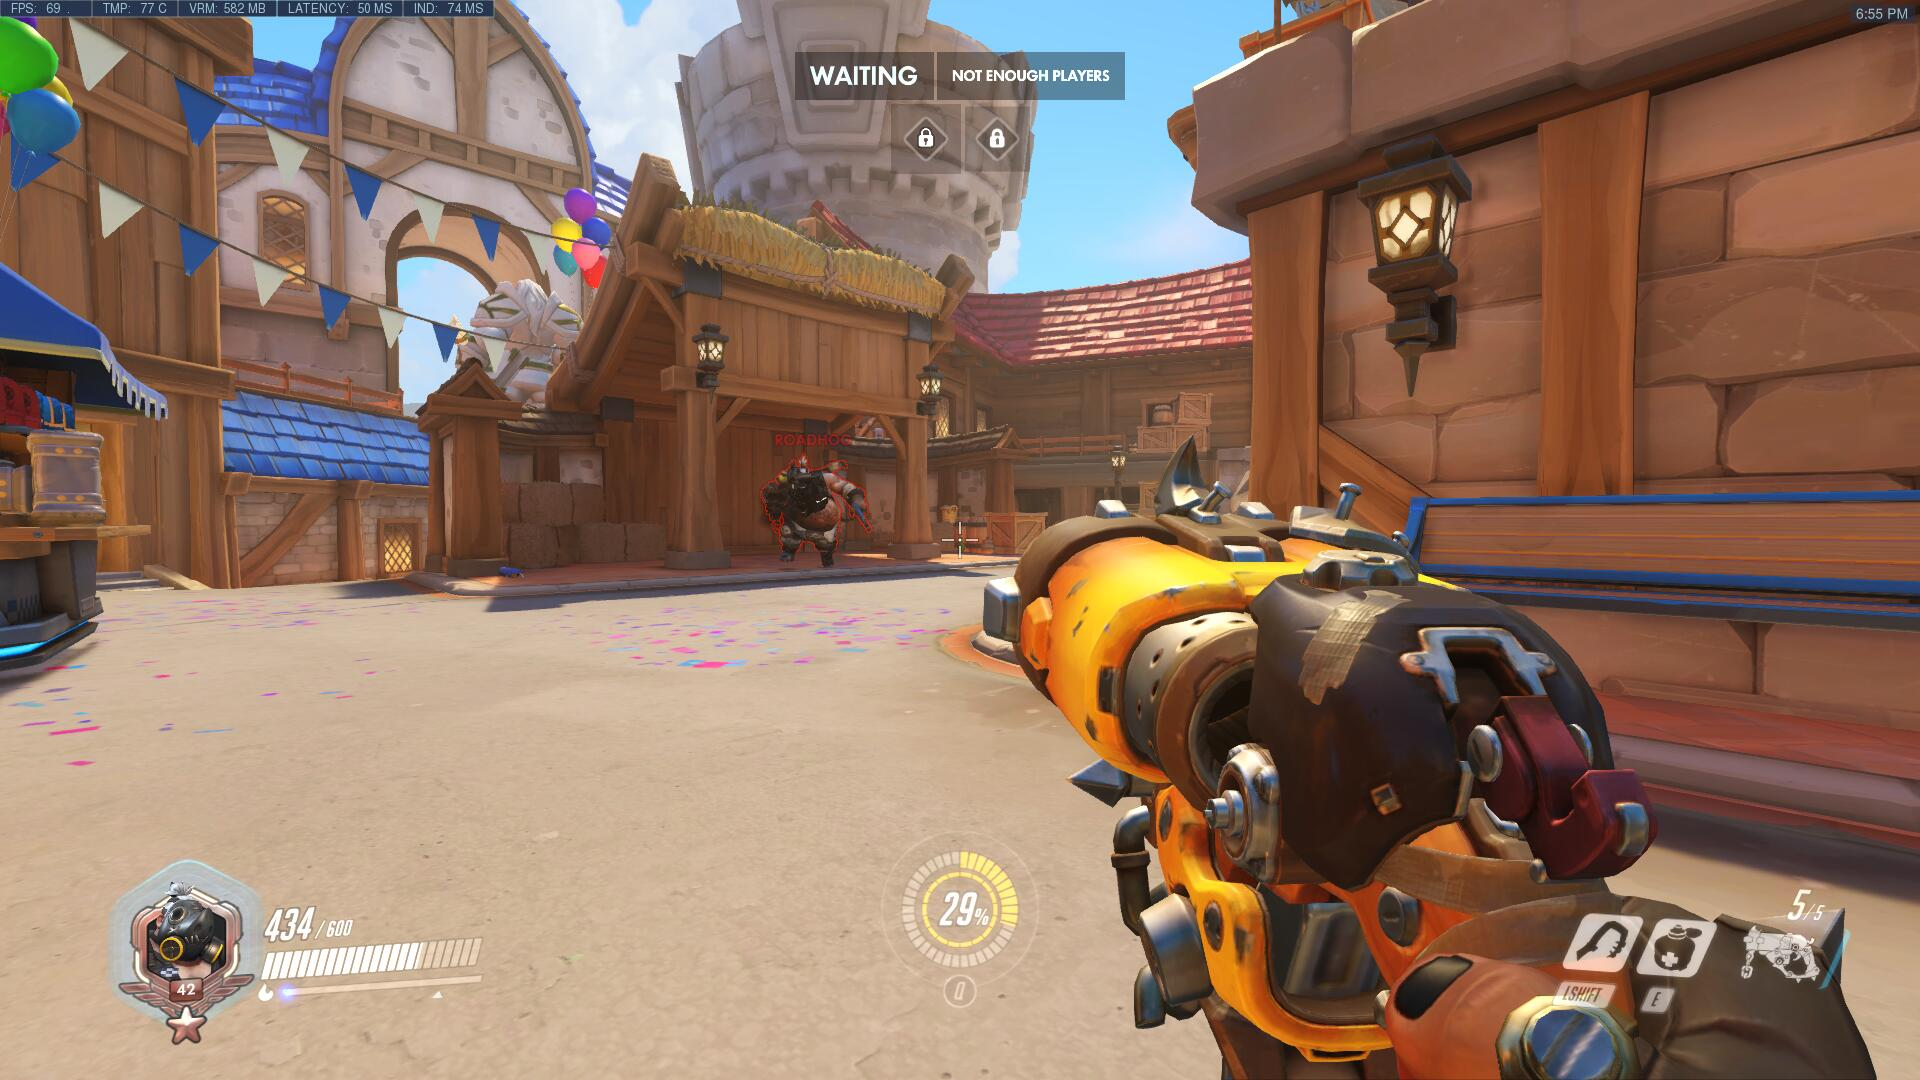 FPS: 69 TMP: 77 C VRM: 582 MB LATENCY: 50 MS IND: 74 MS
6:55 PM
WAITING NOT ENOUGH PLAYERS
ROADHOG
434/600
42
29%
Q
5/5
LSHIFT E